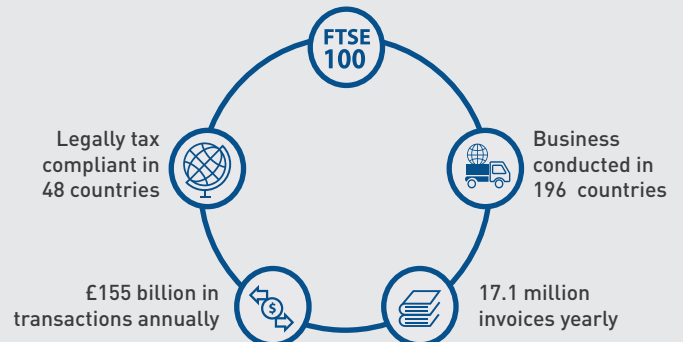 FTSE
100
Legally tax
compliant in
48 countries
Business
conducted in
196 countries
£155 billion in
transactions annually
$
17.1 million
invoices yearly